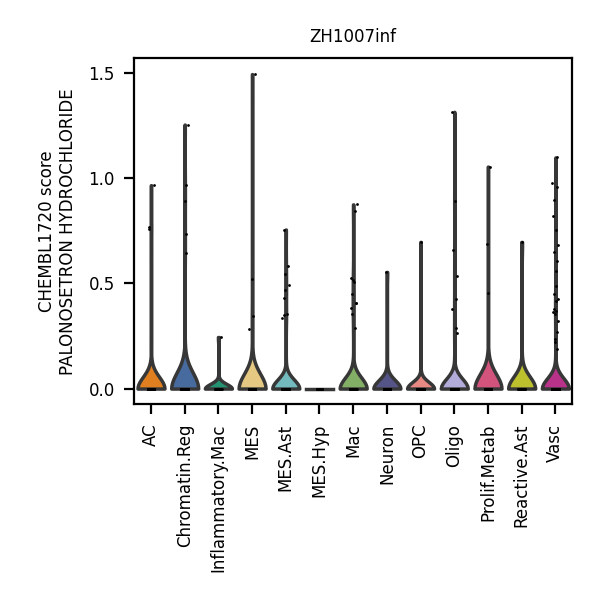 ZH1007inf
CHEMBL1720 score
PALONOSETRON HYDROCHLORIDE
1.5
1.0
0.5
0.0
AC
Chromatin.Reg
Inflammatory.Mac
MES
MES.Ast
MES.Hyp
Mac
Neuron
OPC
Oligo
Prolif.Metab
Reactive.Ast
Vasc